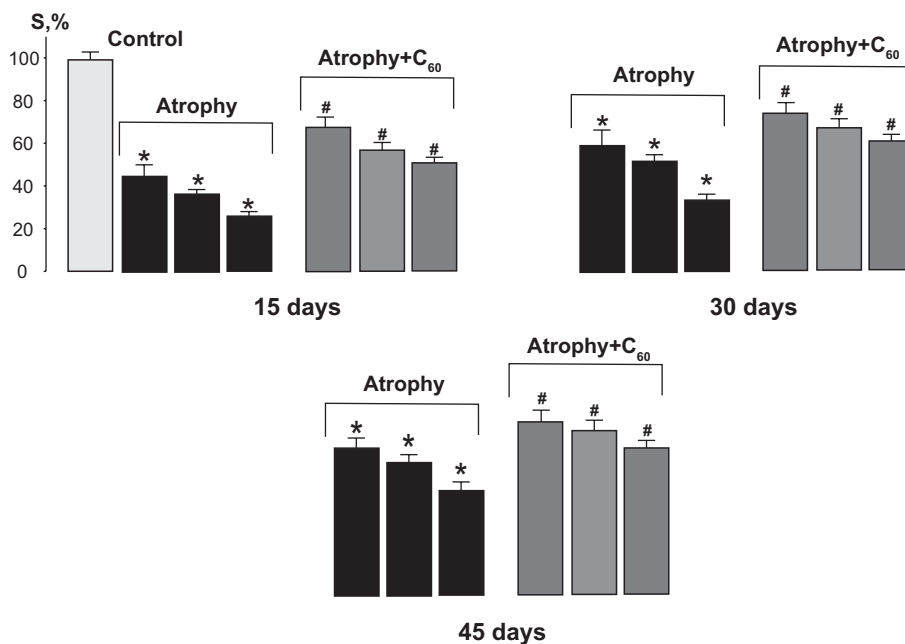 S,%
Control
100
80
60
40
20
0
Atrophy
* * *
Atrophy+C₆₀
# # #
15 days
Atrophy
* * *
Atrophy+C₆₀
# # #
30 days
Atrophy
* * *
Atrophy+C₆₀
# # #
45 days